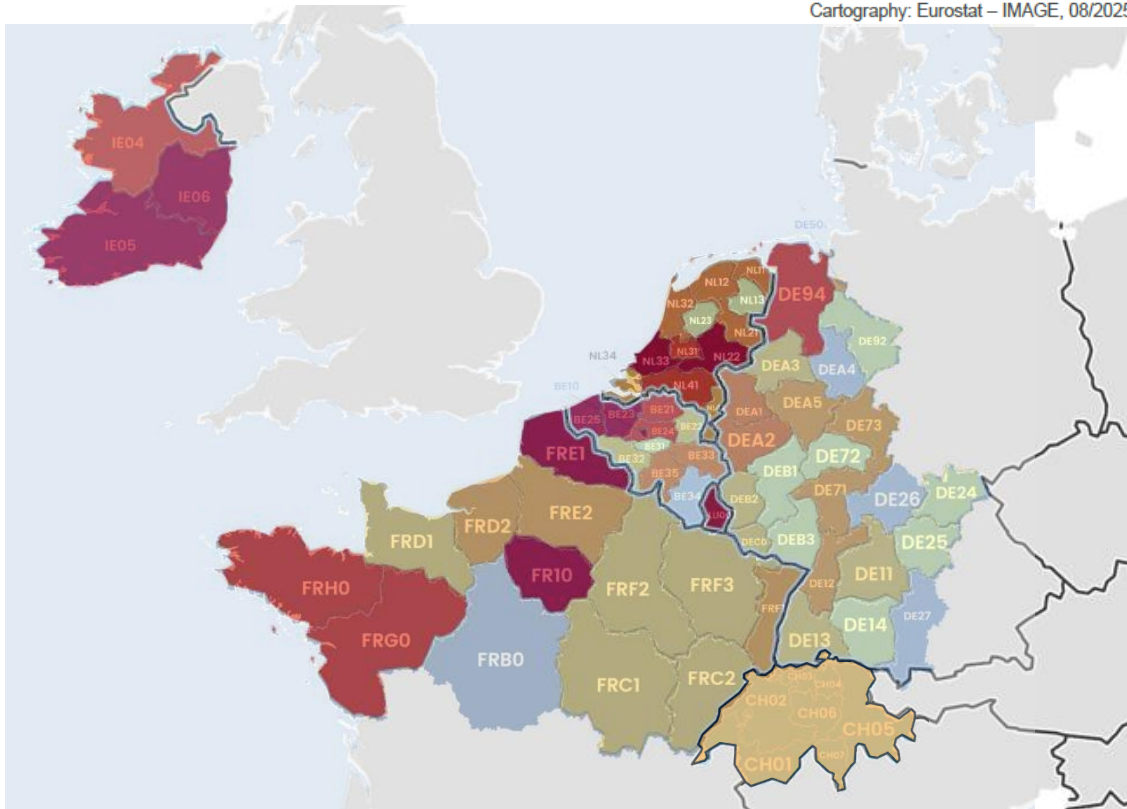 Cartography: Eurostat – IMAGE, 08/2025
IE04
IE06
IE05
DE50
NL11
NL12
DE94
NL32
NL13
NL23
NL21
DE92
NL34
NL33
NL31
NL22
DEA3
DEA4
BE10
NL41
DEA5
BE25
BE23
BE21
DEA1
DE73
BE24
BE22
DEA2
FRE1
BE31
BE32
BE33
DEB1
DE72
BE35
DE71
DE26
DE24
BE34
DEB2
FRE2
FRD2
FRD1
DEC0
DEB3
DE25
FR10
DE12
DE11
FRH0
FRF2
FRF3
DE27
DE14
FRG0
DE13
FRB0
FRC1
FRC2
CH03
CH04
CH02
CH06
CH05
CH01
CH07